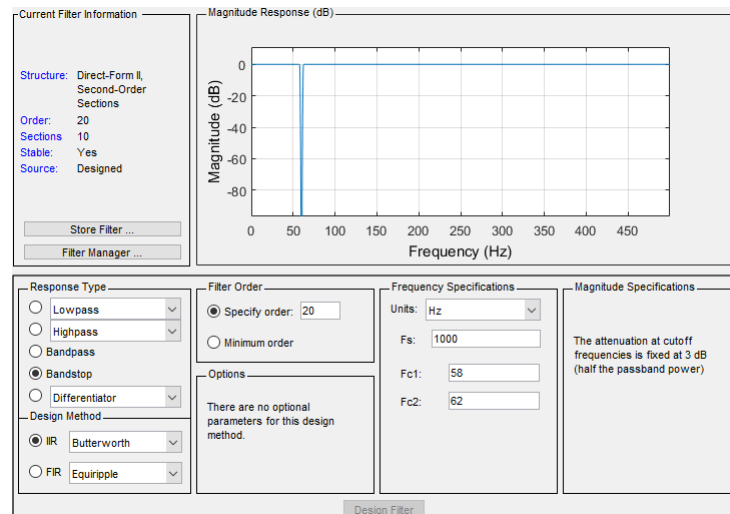 Current Filter Information
Structure: Direct-Form II,
Second-Order
Sections
Order: 20
Sections 10
Stable: Yes
Source: Designed
Store Filter ...
Filter Manager ...
Magnitude Response (dB)
Magnitude (dB)
0
-20
-40
-60
-80
0 50 100 150 200 250 300 350 400 450
Frequency (Hz)
Response Type
Lowpass
Highpass
Bandpass
Bandstop
Differentiator
Design Method
IIR Butterworth
FIR Equiripple
Filter Order
Specify order: 20
Minimum order
Options
There are no optional
parameters for this design
method.
Frequency Specifications
Units: Hz
Fs: 1000
Fc1: 58
Fc2: 62
Magnitude Specifications
The attenuation at cutoff
frequencies is fixed at 3 dB
(half the passband power)
Design Filter